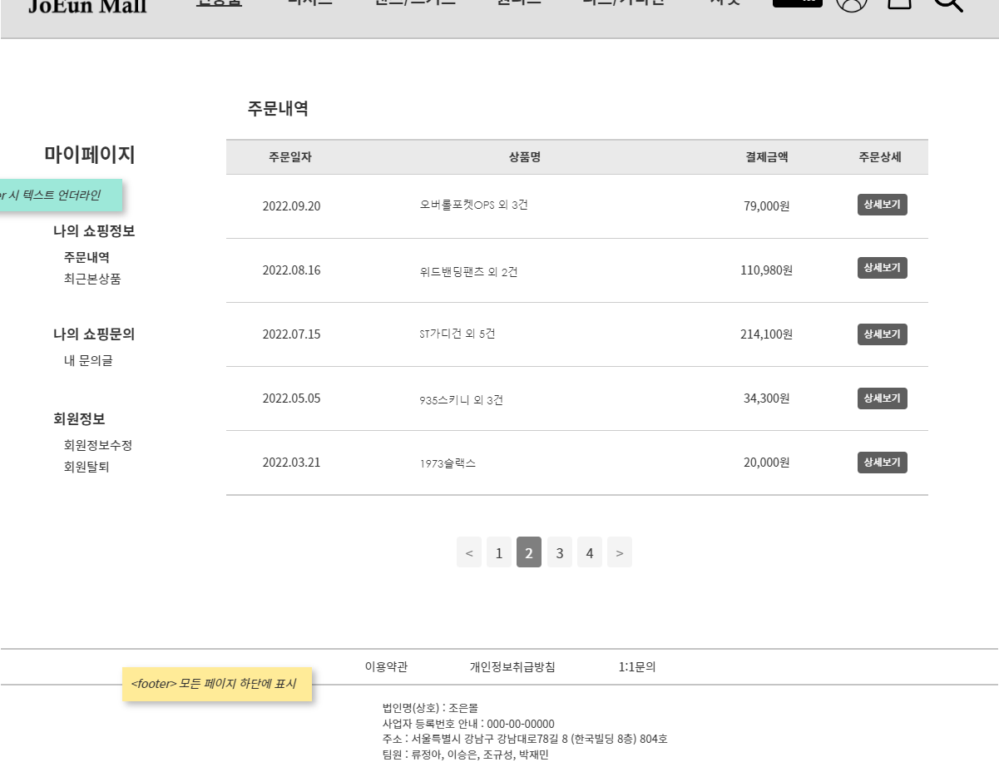 JoEun Mall
주문내역
마이페이지
시 텍스트 언더라인
나의 쇼핑정보
주문내역
최근본상품
나의 쇼핑문의
내 문의글
회원정보
회원정보수정
회원탈퇴
주문일자 상품명 결제금액 주문상세
2022.09.20 오버롤포켓OPS 외 3건 79,000원 상세보기
2022.08.16 위드밴딩팬츠 외 2건 110,980원 상세보기
2022.07.15 ST가디건 외 5건 214,100원 상세보기
2022.05.05 935스키니 외 3건 34,300원 상세보기
2022.03.21 1973슬랙스 20,000원 상세보기
< 1 2 3 4 >
이용약관 개인정보취급방침 1:1문의
<footer> 모든 페이지 하단에 표시
법인명(상호) : 조은몰
사업자 등록번호 안내 : 000-00-00000
주소 : 서울특별시 강남구 강남대로78길 8 (한국빌딩 8층) 804호
팀원 : 류정아, 이승은, 조규성, 박재민